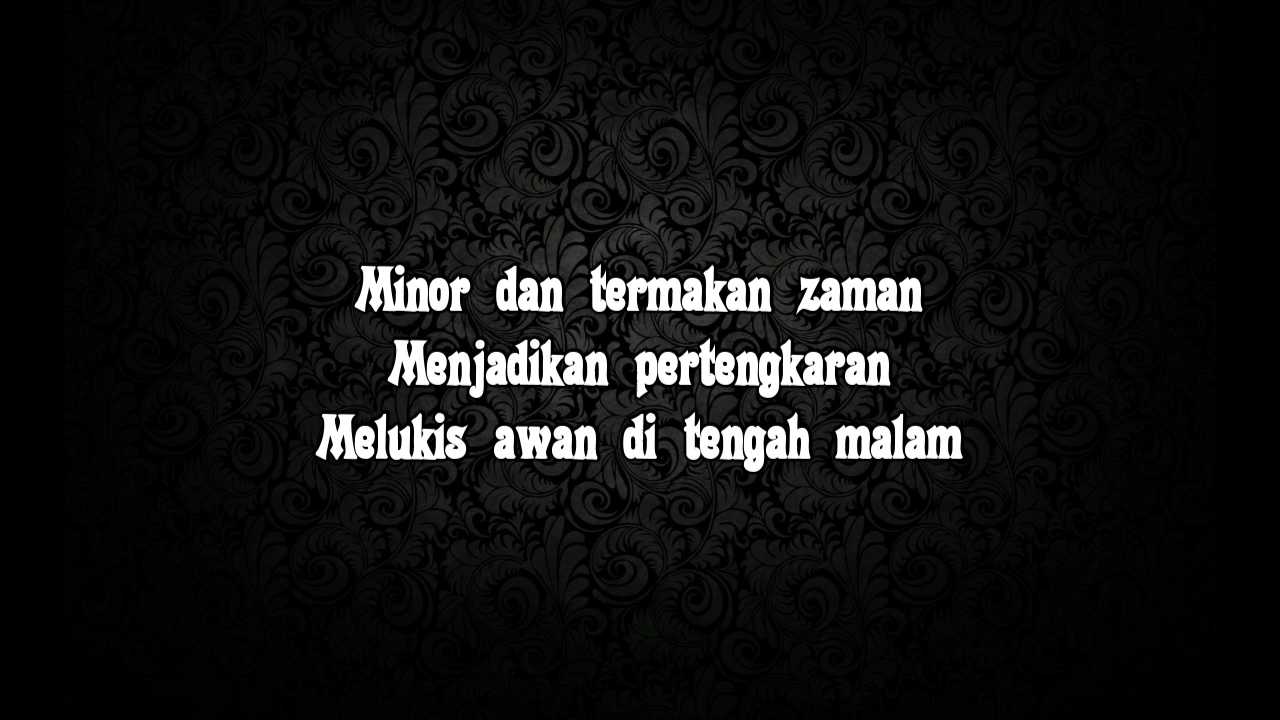 Minor dan termakan zaman
Menjadikan pertengkaran
Melukis awan di tengah malam